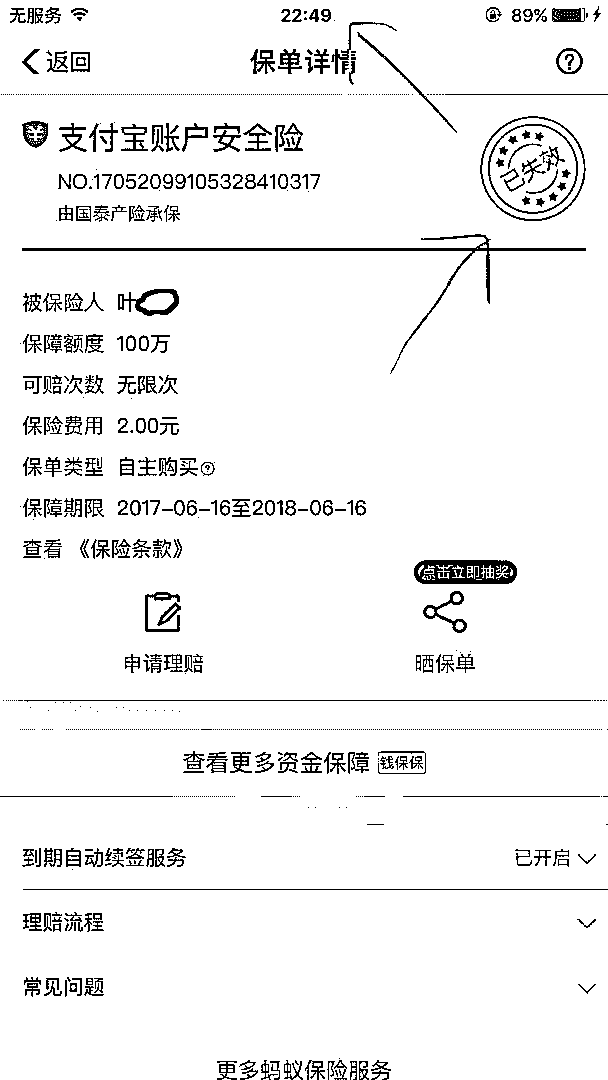 无服务 22:49 89%
返回 保单详情
支付宝账户安全险
NO.17052099105328410317
由国泰产险承保
已失效
被保险人 叶
保障额度 100万
可赔次数 无限次
保险费用 2.00元
保单类型 自主购买
保障期限 2017-06-16至2018-06-16
查看《保险条款》
点击立即抽奖
申请理赔 晒保单
查看更多资金保障 钱保保
到期自动续签服务 已开启
理赔流程
常见问题
更多蚂蚁保险服务